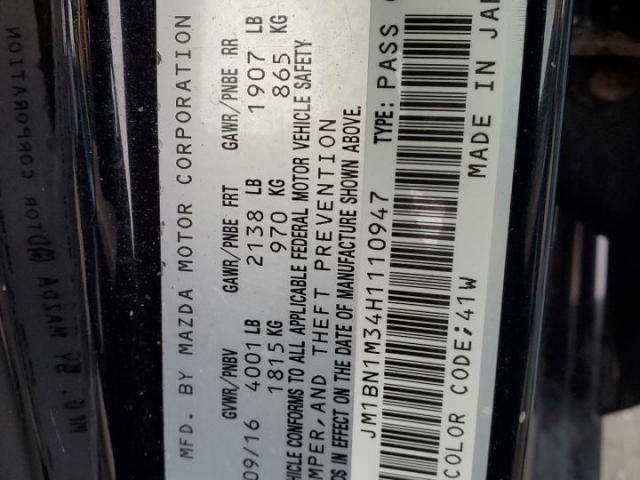 MFD. BY MAZDA MOTOR CORPORATION
GVWR/PNBV GAWR/PNBE FRT GAWR/PNBE RR.
09/16 4001 LB 2138 LB 1907 LB
1815 KG 970 KG 865 KG
HICLE CONFORMS TO ALL APPLICABLE FEDERAL MOTOR VEHICLE SAFETY,
MPER, AND THEFT PREVENTION
DS IN EFFECT ON THE DATE OF MANUFACTURE SHOWN ABOVE.
JM1BN1M34H1110947 TYPE: PASS
COLOR CODE; 41W MADE IN JAP